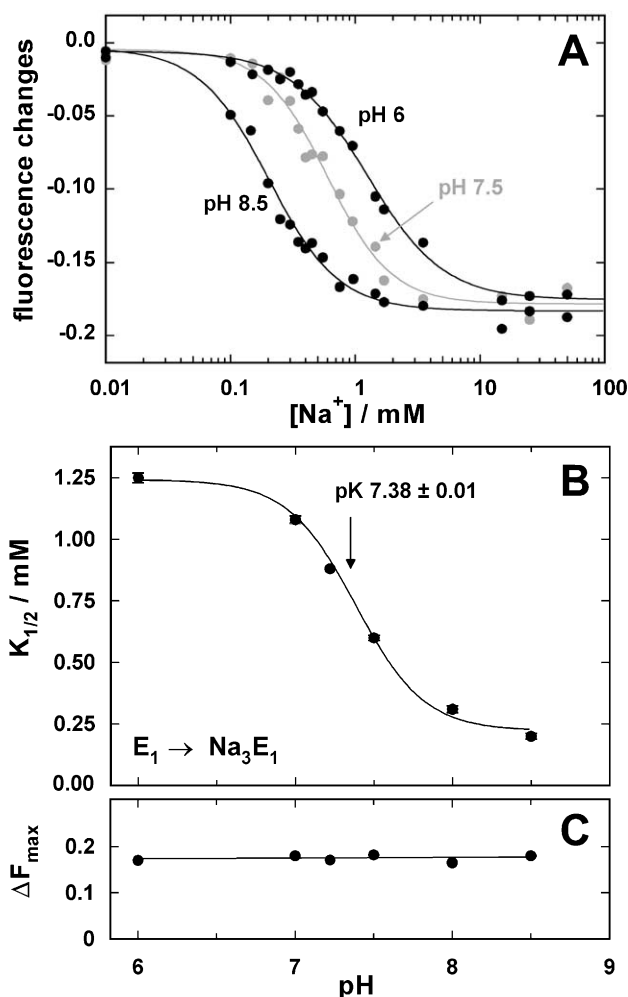 A
0.0
-0.05
-0.10
-0.15
-0.2
fluorescence changes
pH 6
pH 7.5
pH 8.5
0.01 0.1 1 10 100
[Na⁺] / mM
B
1.25
1.00
0.75
0.50
0.25
0.00
K₁/₂ / mM
pK 7.38 ± 0.01
E₁ → Na₃E₁
C
0.2
0.1
0
ΔFₘₐₓ
6 7 8 9
pH